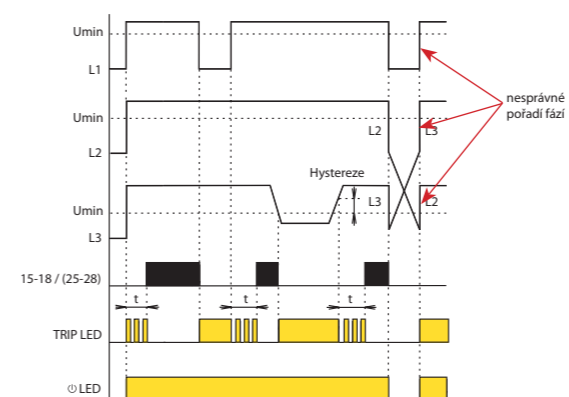 Umin
L1
nesprávné
pořadí fází
Umin
L2
L3
L2
Hystereze
L3
L2
Umin
L3
15-18 / (25-28)
t
t
t
TRIP LED
LED